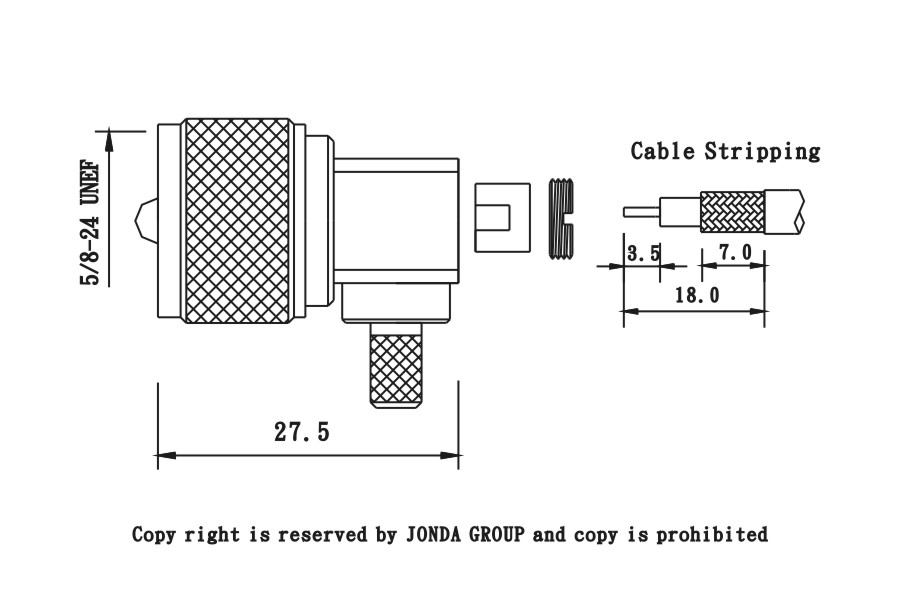 Cable Stripping
5/8-24 UNEF
3.5
7.0
18.0
27.5
Copy right is reserved by JONDA GROUP and copy is prohibited